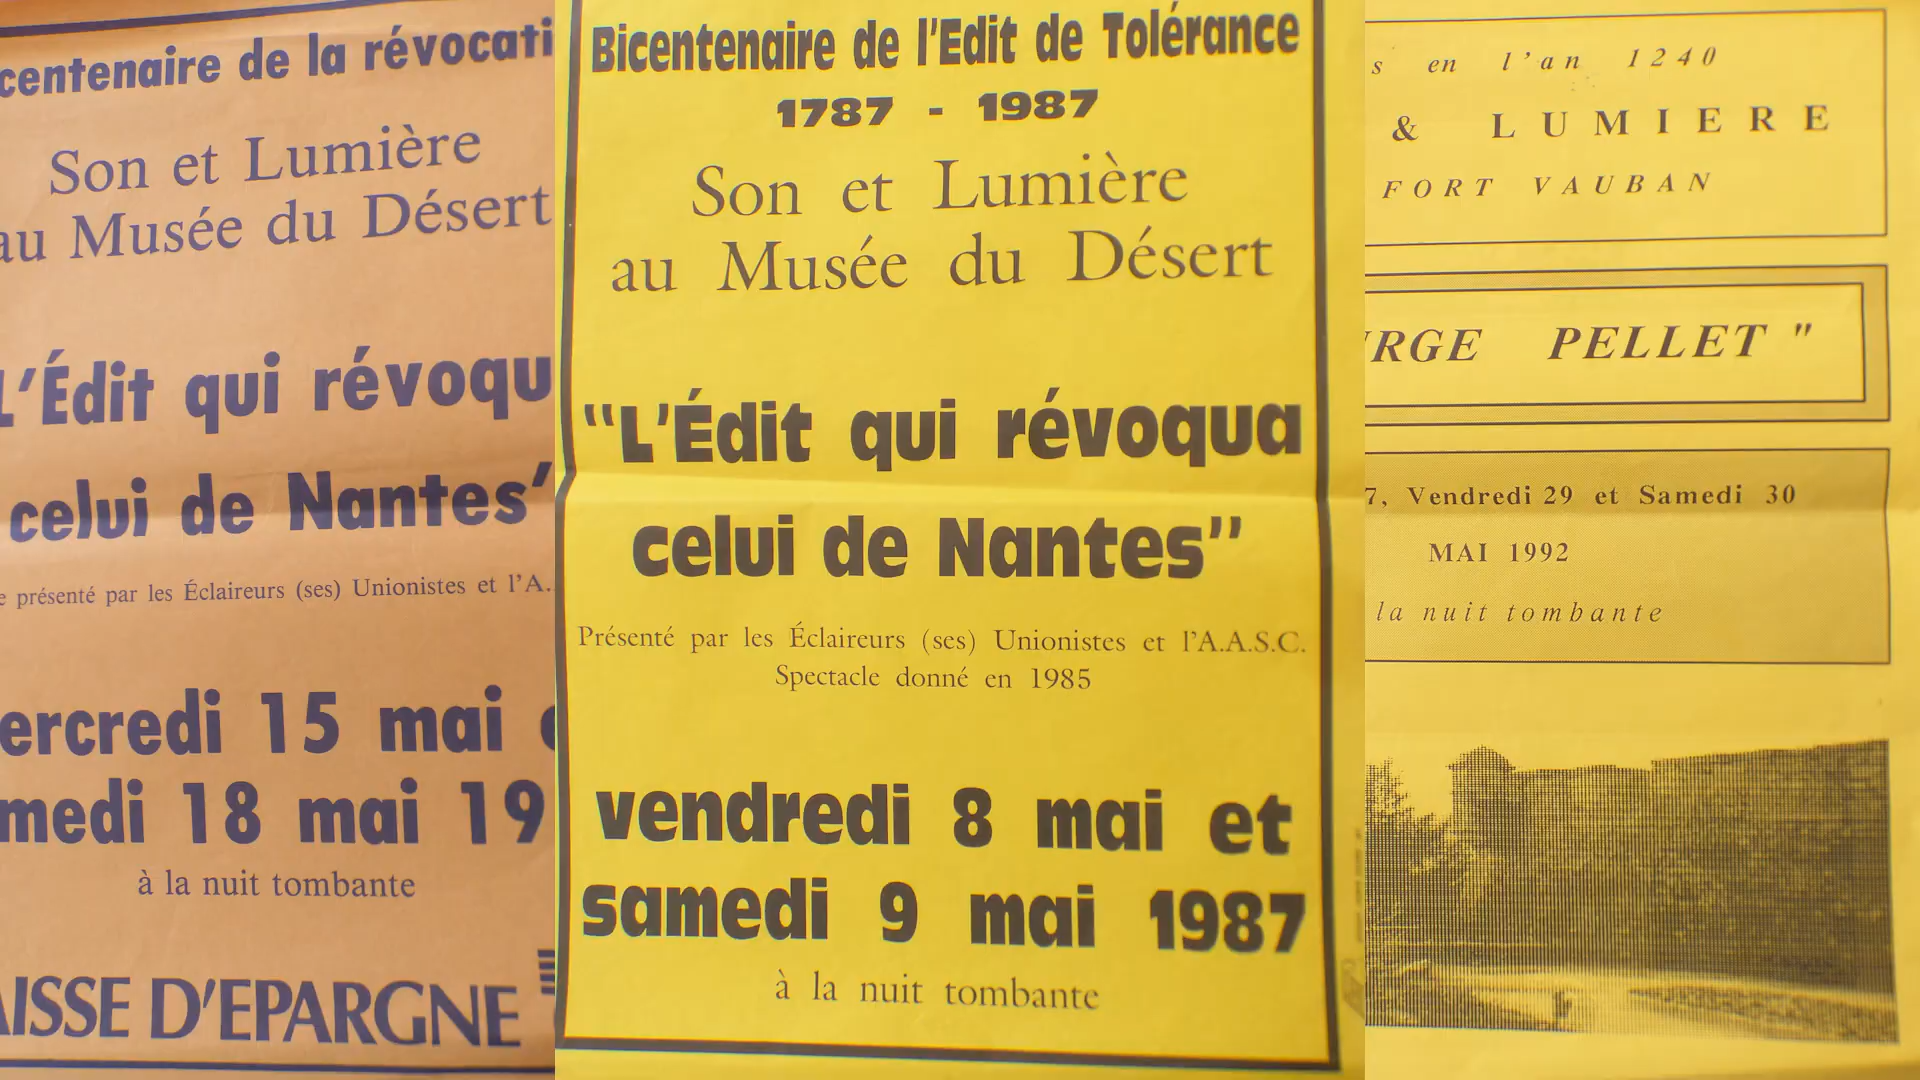 centenaire de la révocati
Son et Lumière
au Musée du Désert
L'Édit qui révoqu
celui de Nantes"
présenté par les Éclaireurs (ses) Unionistes et l'A.
ercredi 15 mai
medi 18 mai 19
à la nuit tombante
AISSE D'EPARGNE
Bicentenaire de l'Edit de Tolérance
1787 - 1987
Son et Lumière
au Musée du Désert
"L'Édit qui révoqua
celui de Nantes"
Présenté par les Éclaireurs (ses) Unionistes et l'A.A.S.C.
Spectacle donné en 1985
vendredi 8 mai et
samedi 9 mai 1987
à la nuit tombante
s en l'an 1240
& LUMIERE
FORT VAUBAN
RGE PELLET "
7, Vendredi 29 et Samedi 30
MAI 1992
la nuit tombante